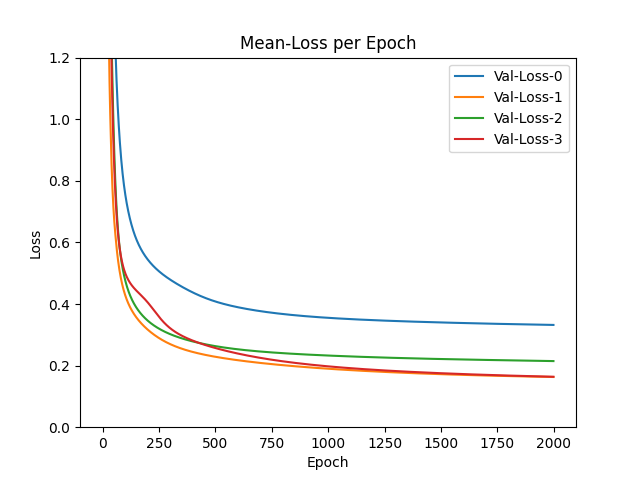 Mean-Loss per Epoch
1.2
1.0
0.8
0.6
0.4
0.2
0.0
Loss
Val-Loss-0
Val-Loss-1
Val-Loss-2
Val-Loss-3
0 250 500 750 1000 1250 1500 1750 2000
Epoch